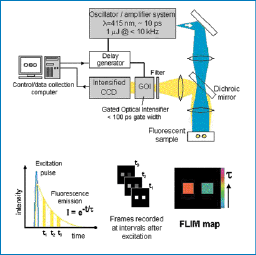 Oscillator / amplifier system
λ=415 nm, ~ 10 ps
1 μJ @ < 10 kHz
Delay
generator
Filter
Intensified
CCD
GOI
Dichroic
mirror
Control/data collection
computer
Gated Optical Intensifier
< 100 ps gate width
Fluorescent
sample
Excitation
pulse
Fluorescence
emission
I = e-t/τ
intensity
t₁ t₂ t₃
time
t₃
t₂
t₁
Frames recorded
at intervals after
excitation
τ
FLIM map